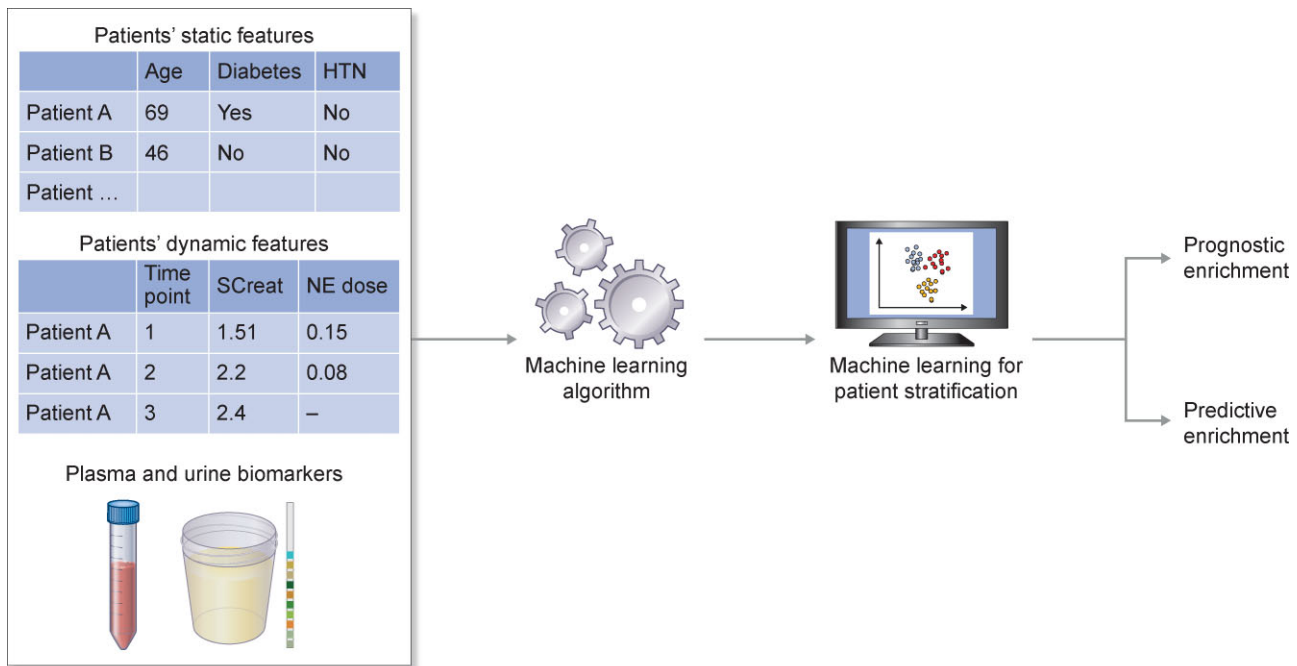 Patients' static features
Age Diabetes HTN
Patient A 69 Yes No
Patient B 46 No No
Patient ...
Patients' dynamic features
Time
point SCreat NE dose
Patient A 1 1.51 0.15
Patient A 2 2.2 0.08
Patient A 3 2.4 –
Plasma and urine biomarkers
Machine learning
algorithm
Machine learning for
patient stratification
Prognostic
enrichment
Predictive
enrichment